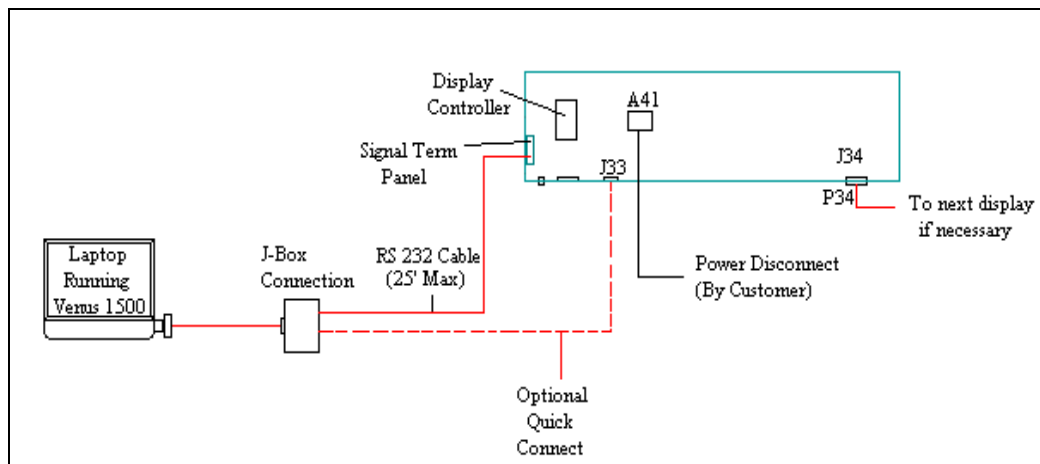 Display
Controller
A41
Signal Term
Panel
J33
J34
P34
To next display
if necessary
Laptop
Running
Venus 1500
J-Box
Connection
RS 232 Cable
(25' Max)
Power Disconnect
(By Customer)
Optional
Quick
Connect